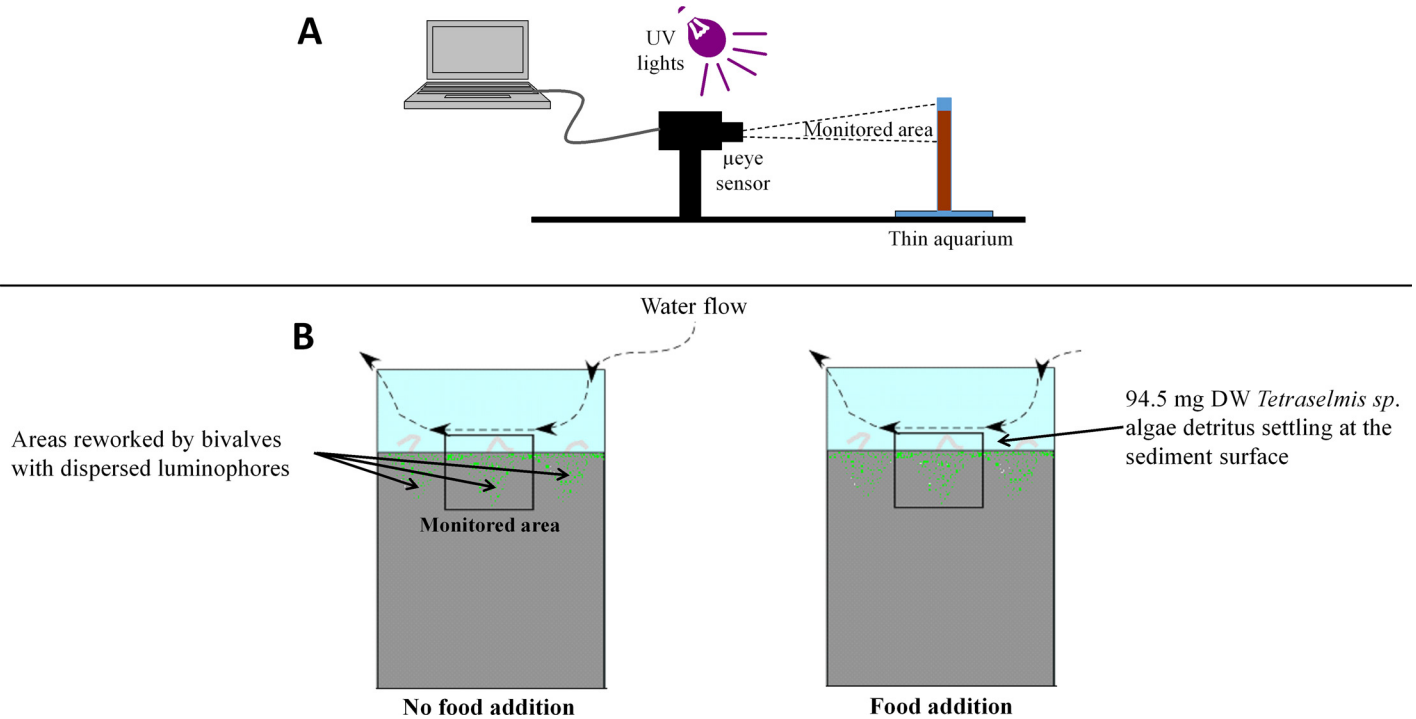 A
UV
lights
Monitored area
µeye
sensor
Thin aquarium
B
Water flow
Areas reworked by bivalves
with dispersed luminophores
94.5 mg DW Tetraselmis sp.
algae detritus settling at the
sediment surface
Monitored area
No food addition
Food addition